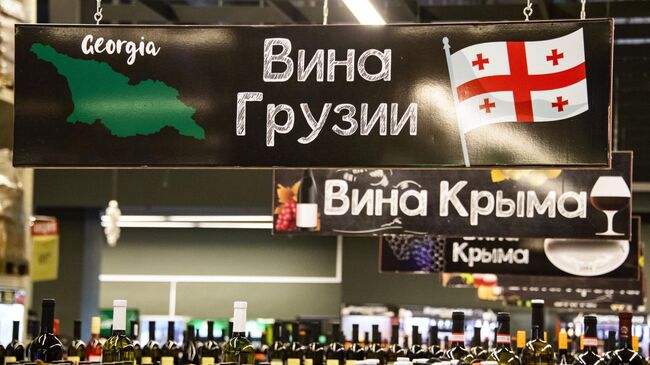 Georgia
Вина
Грузии
Вина Крыма
Вина
Крыма